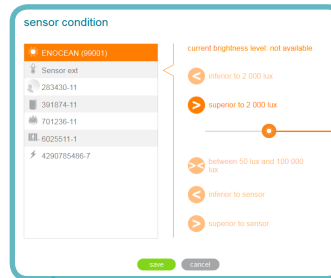 sensor condition
ENOCEAN (99001)
Sensor ext
283430-11
391874-11
701236-11
6025511-1
4290785486-7
current brightness level not available
inferior to 2 000 lux
superior to 2 000 lux
between 50 lux and 100 000
lux
inferior to sensor
superior to sensor
save
cancel